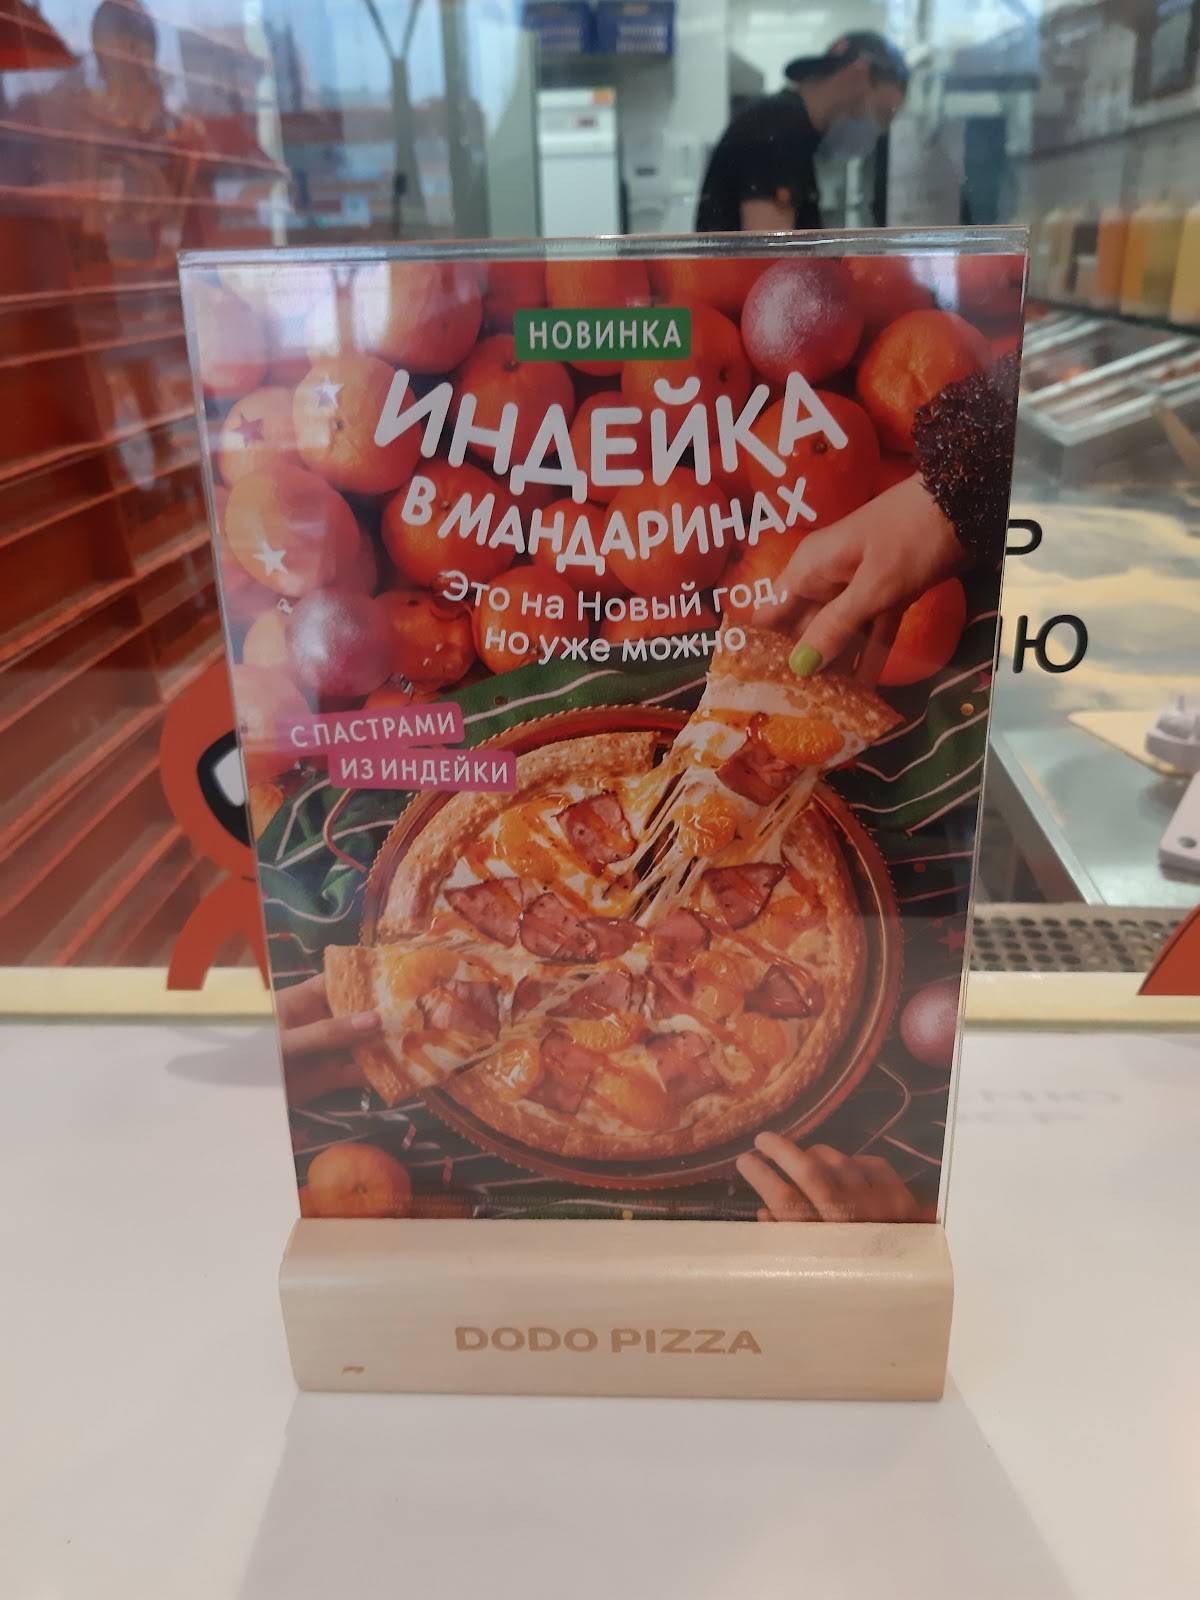 НОВИНКА
ИНДЕЙКА
В МАНДАРИНАХ
Это на Новый год,
но уже можно
С ПАСТРАМИ
ИЗ ИНДЕЙКИ
DODO PIZZA